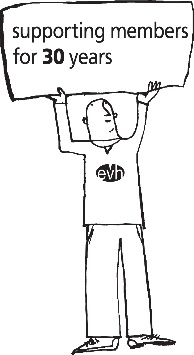 supporting members
for 30 years
evh